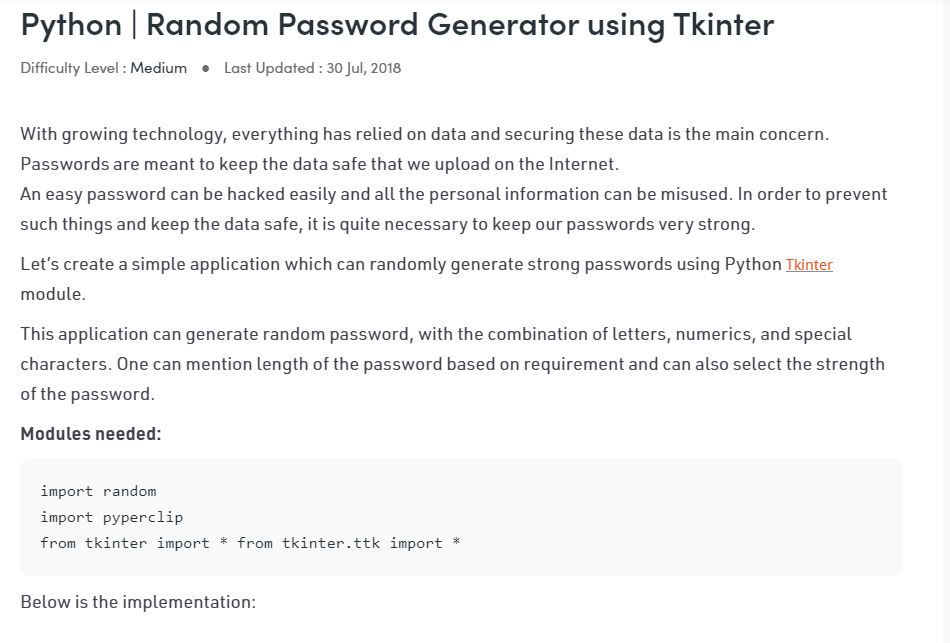 Python | Random Password Generator using Tkinter
Difficulty Level : Medium ● Last Updated : 30 Jul, 2018
With growing technology, everything has relied on data and securing these data is the main concern.
Passwords are meant to keep the data safe that we upload on the Internet.
An easy password can be hacked easily and all the personal information can be misused. In order to prevent
such things and keep the data safe, it is quite necessary to keep our passwords very strong.
Let’s create a simple application which can randomly generate strong passwords using Python Tkinter
module.
This application can generate random password, with the combination of letters, numerics, and special
characters. One can mention length of the password based on requirement and can also select the strength
of the password.
Modules needed:
import random
import pyperclip
from tkinter import * from tkinter.ttk import *
Below is the implementation: